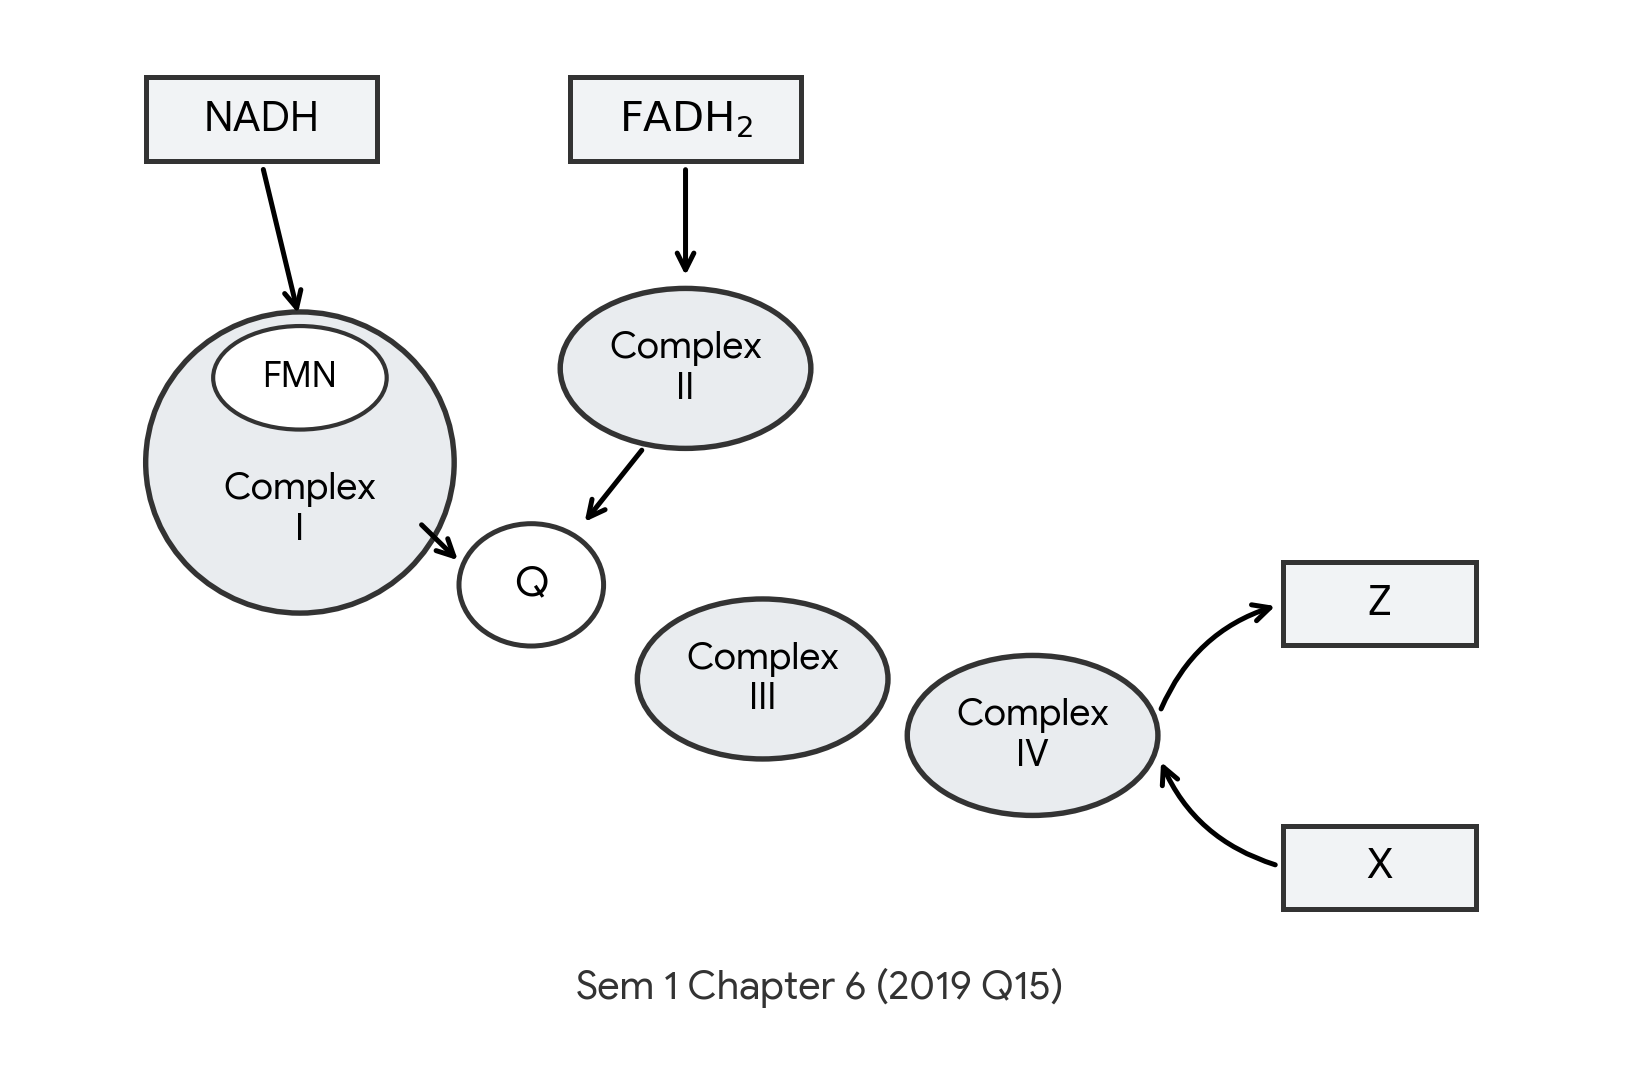 NADH
FADH₂
FMN
Complex
I
Complex
II
Q
Complex
III
Complex
IV
Z
X
Sem 1 Chapter 6 (2019 Q15)